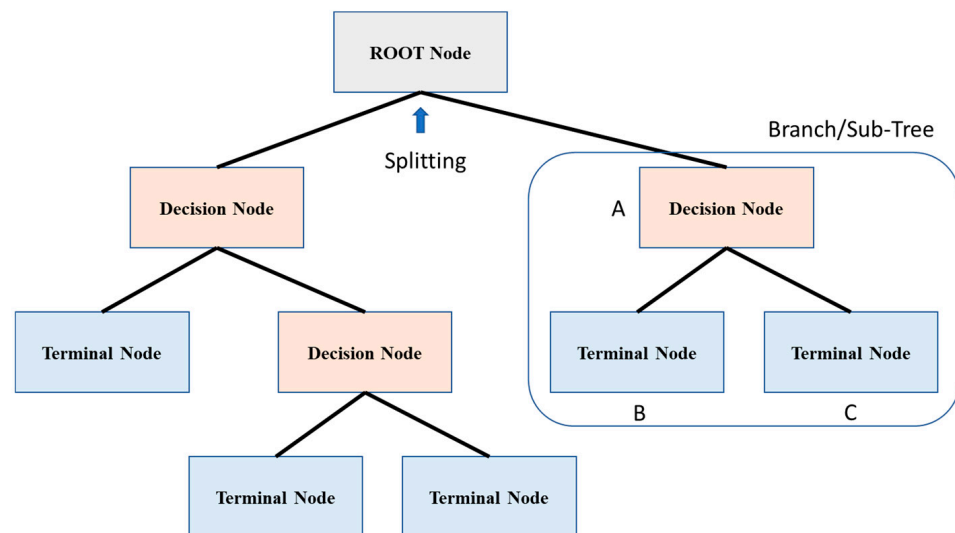 ROOT Node
Branch/Sub-Tree
Splitting
Decision Node
A
Decision Node
Terminal Node
Decision Node
Terminal Node
Terminal Node
B
C
Terminal Node
Terminal Node